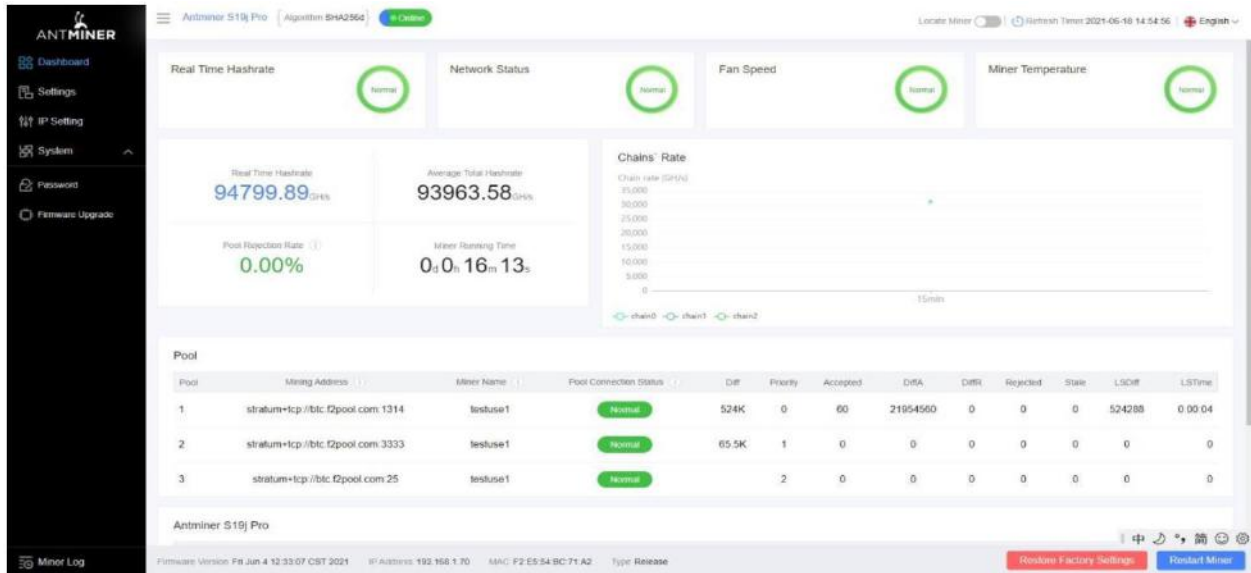 ANTMINER
Antminer S19j Pro Algorithm SHA256d Online Locate Miner Refresh Timer 2021-06-18 14:54:56 English
Dashboard
Settings
IP Setting
System
Password
Firmware Upgrade
Real Time Hashrate Normal Network Status Normal Fan Speed Normal Miner Temperature Normal
Real Time Hashrate
94799.89 GH/s
Average Total Hashrate
93963.58 GH/s
Pool Rejection Rate
0.00%
Miner Running Time
0d 0h 16m 13s
Chains` Rate
Chain rate (GH/s)
35,000
30,000
25,000
20,000
15,000
10,000
5,000
0
15min
chain0 chain1 chain2
Pool
Pool Mining Address Miner Name Pool Connection Status Diff Priority Accepted DiffA DiffR Rejected Stale LSDiff LSTime
1 stratum+tcp://btc.f2pool.com:1314 testuse1 Normal 524K 0 60 21954560 0 0 0 524288 0:00:04
2 stratum+tcp://btc.f2pool.com:3333 testuse1 Normal 65.5K 1 0 0 0 0 0 0 0
3 stratum+tcp://btc.f2pool.com:25 testuse1 Normal 2 0 0 0 0 0 0 0
Antminer S19j Pro
中 简
Minor Log
Firmware Version Fri Jun 4 12:33:07 CST 2021 IP Address 192.168.1.70 MAC F2:E5:54:BC:71:A2 Type Release Restore Factory Settings Restart Miner